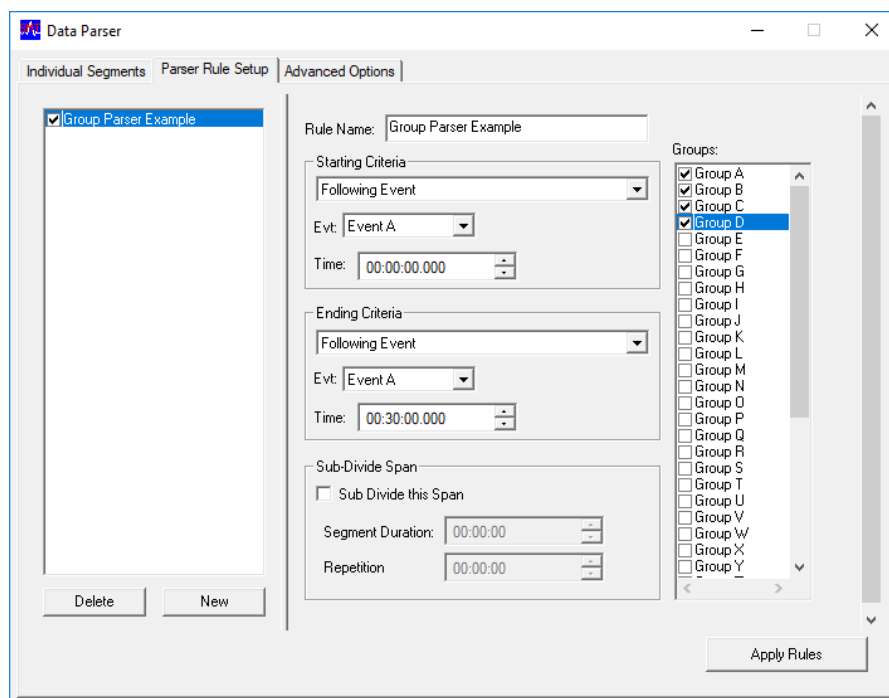 Data Parser
Individual Segments
Parser Rule Setup
Advanced Options
Group Parser Example
Delete
New
Rule Name: Group Parser Example
Starting Criteria
Following Event
Evt: Event A
Time: 00:00:00.000
Ending Criteria
Following Event
Evt: Event A
Time: 00:30:00.000
Sub-Divide Span
Sub Divide this Span
Segment Duration: 00:00:00
Repetition 00:00:00
Groups:
Group A
Group B
Group C
Group D
Group E
Group F
Group G
Group H
Group I
Group J
Group K
Group L
Group M
Group N
Group O
Group P
Group Q
Group R
Group S
Group T
Group U
Group V
Group W
Group X
Group Y
Apply Rules